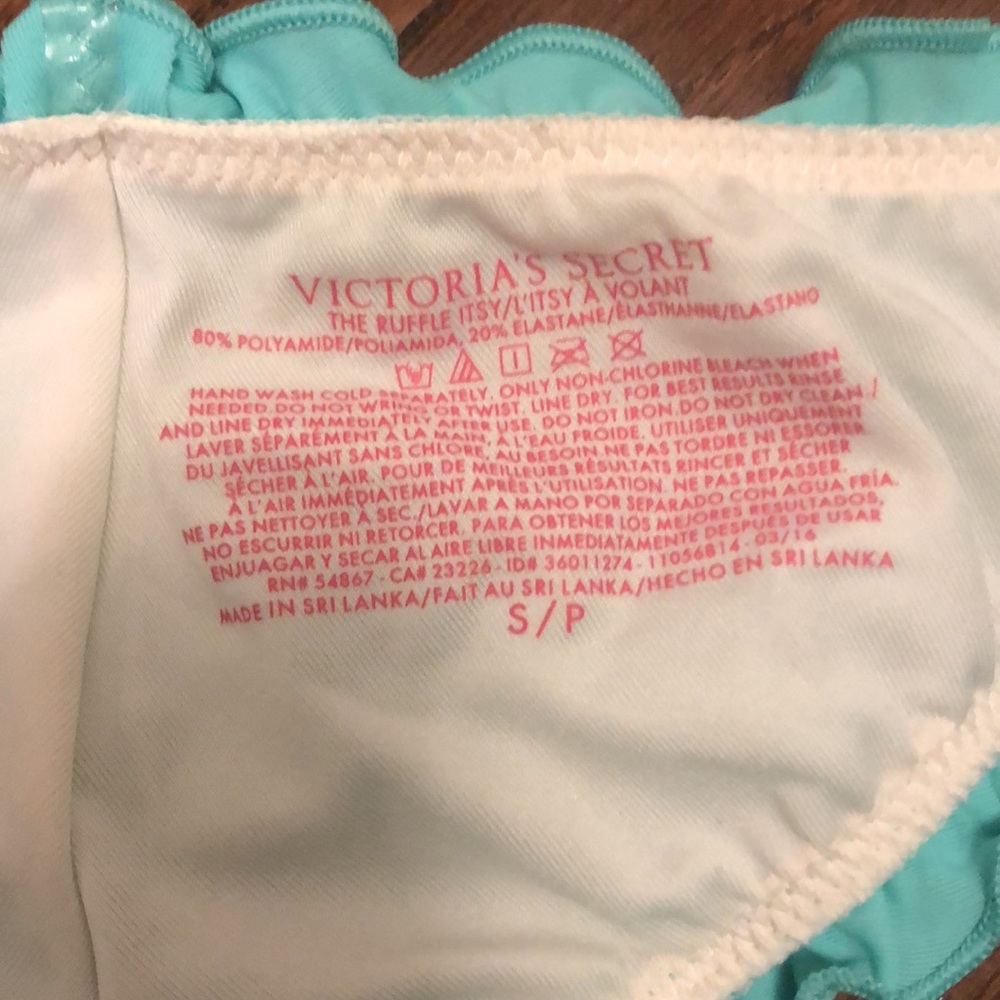 VICTORIA'S SECRET
THE RUFFLE ITSY/L'ITSY À VOLANT
80% POLYAMIDE/POLIAMIDA, 20% ELASTANE/ÉLASTHANNE/ELASTANO
HAND WASH COLD SEPARATELY. ONLY NON-CHLORINE BLEACH WHEN
NEEDED. DO NOT WRING OR TWIST. LINE DRY. FOR BEST RESULTS RINSE
AND LINE DRY IMMEDIATELY AFTER USE. DO NOT IRON. DO NOT DRY CLEAN./
LAVER SÉPARÉMENT À LA MAIN, À L'EAU FROIDE. UTILISER UNIQUEMENT
DU JAVELLISANT SANS CHLORE, AU BESOIN. NE PAS TORDRE NI ESSORER.
SÉCHER À L'AIR. POUR DE MEILLEURS RÉSULTATS RINCER ET SÉCHER
À L'AIR IMMÉDIATEMENT APRÈS L'UTILISATION. NE PAS REPASSER.
NE PAS NETTOYER À SEC./LAVAR A MANO POR SEPARADO CON AGUA FRÍA.
NO ESCURRIR NI RETORCER. PARA OBTENER LOS MEJORES RESULTADOS,
ENJUAGAR Y SECAR AL AIRE LIBRE INMEDIATAMENTE DESPUÉS DE USAR
RN# 54867 - CA# 23226 - ID# 36011274 - 11056814 - 03/16
MADE IN SRI LANKA/FAIT AU SRI LANKA/HECHO EN SRI LANKA
S/P